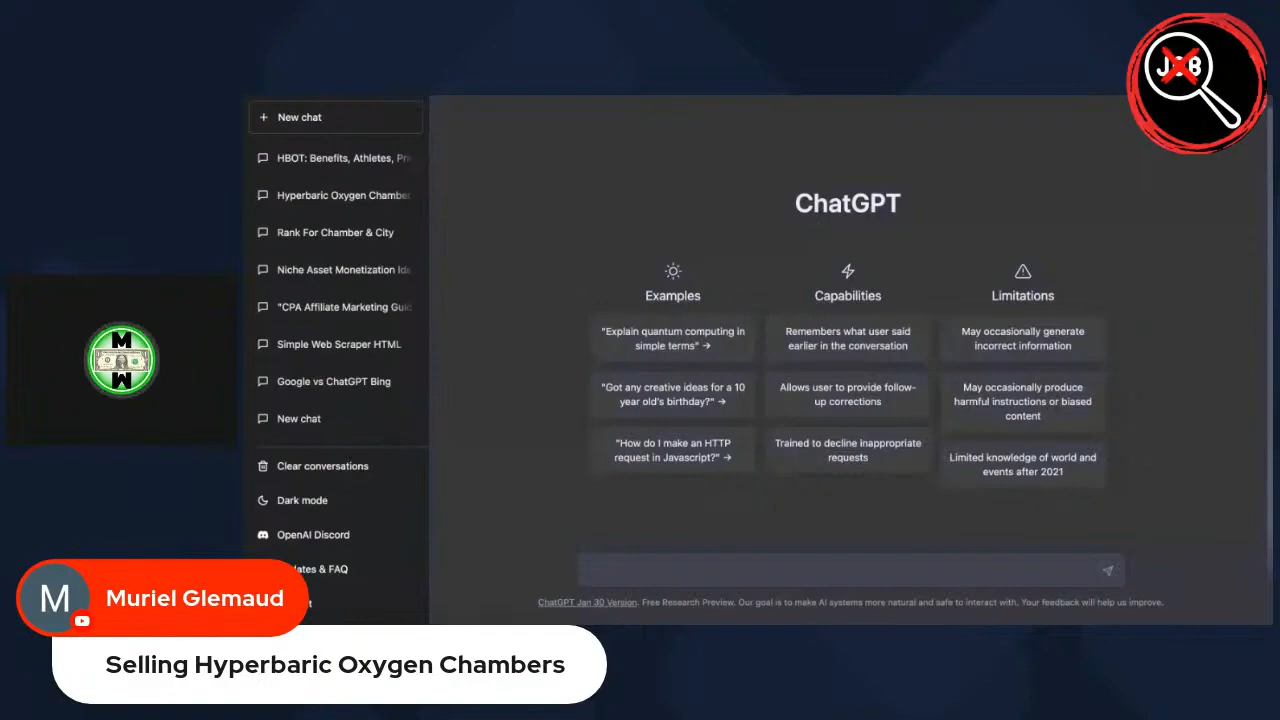 JOB
New chat
HBOT: Benefits, Athletes, Pri
Hyperbaric Oxygen Chamber
Rank For Chamber & City
Niche Asset Monetization Ide
"CPA Affiliate Marketing Guid
Simple Web Scraper HTML
Google vs ChatGPT Bing
New chat
Clear conversations
Dark mode
OpenAI Discord
ates & FAQ
ChatGPT
Examples
"Explain quantum computing in
simple terms" →
"Got any creative ideas for a 10
year old's birthday?" →
"How do I make an HTTP
request in Javascript?" →
Capabilities
Remembers what user said
earlier in the conversation
Allows user to provide follow-
up corrections
Trained to decline inappropriate
requests
Limitations
May occasionally generate
incorrect information
May occasionally produce
harmful instructions or biased
content
Limited knowledge of world and
events after 2021
ChatGPT Jan 30 Version. Free Research Preview. Our goal is to make AI systems more natural and safe to interact with. Your feedback will help us improve.
M
M
M
Muriel Glemaud
Selling Hyperbaric Oxygen Chambers